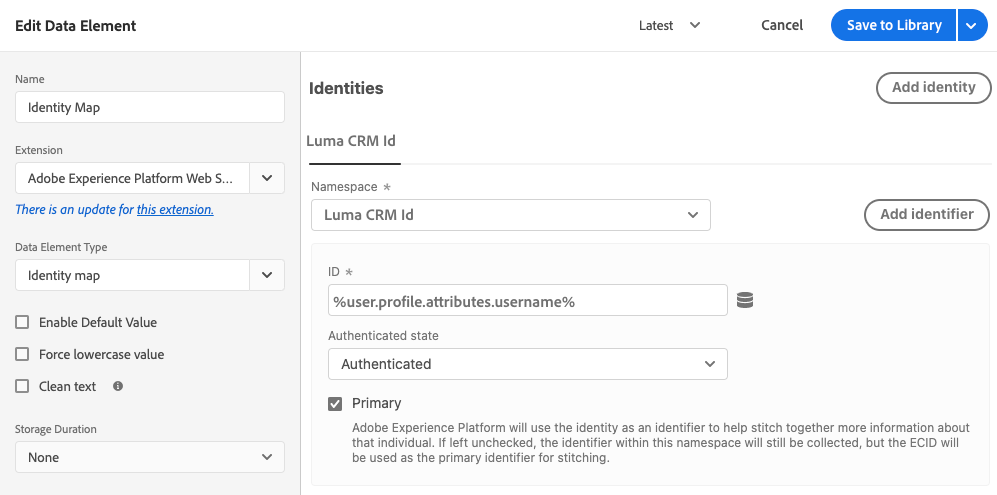 Edit Data Element
Latest
Cancel
Save to Library
Name
Identity Map
Extension
Adobe Experience Platform Web S...
There is an update for this extension.
Data Element Type
Identity map
Enable Default Value
Force lowercase value
Clean text
Storage Duration
None
Identities
Add identity
Luma CRM Id
Namespace *
Luma CRM Id
Add identifier
ID *
%user.profile.attributes.username%
Authenticated state
Authenticated
Primary
Adobe Experience Platform will use the identity as an identifier to help stitch together more information about
that individual. If left unchecked, the identifier within this namespace will still be collected, but the ECID will
be used as the primary identifier for stitching.